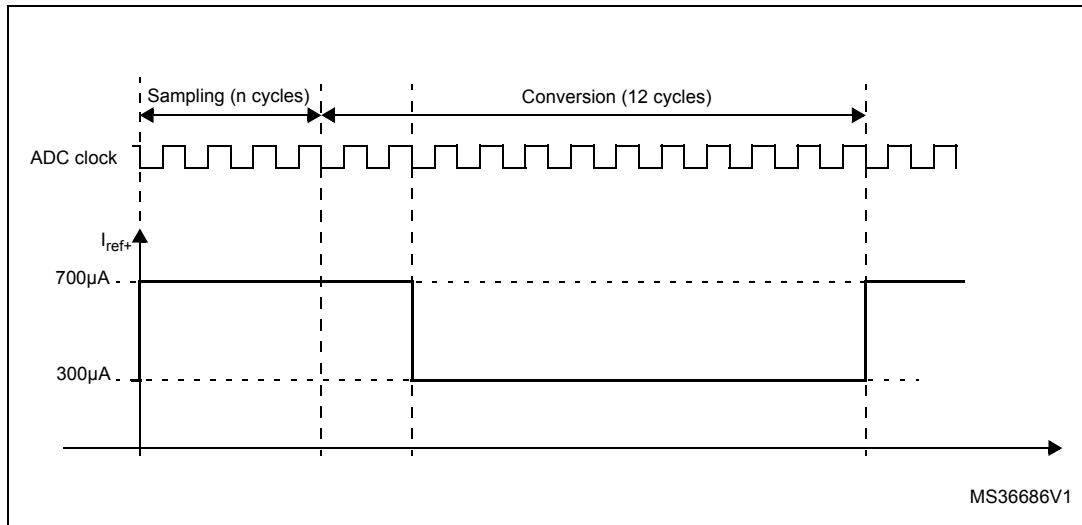 Sampling (n cycles)
Conversion (12 cycles)
ADC clock
Iref+
700µA
300µA
MS36686V1